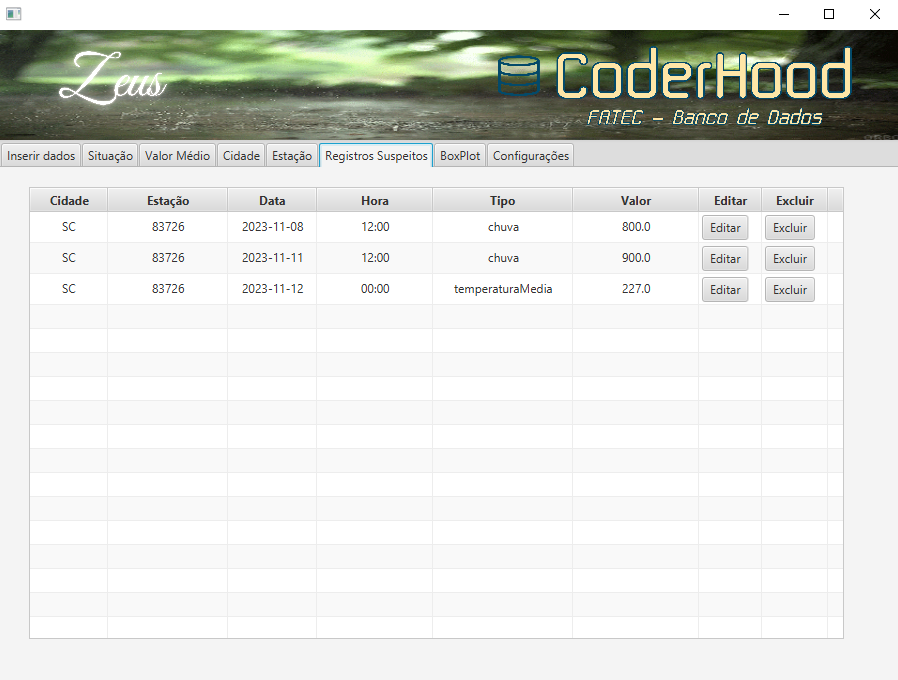 Zeus
CoderHood
FATEC - Banco de Dados
Inserir dados Situação Valor Médio Cidade Estação Registros Suspeitos BoxPlot Configurações
Cidade Estação Data Hora Tipo Valor Editar Excluir
SC 83726 2023-11-08 12:00 chuva 800.0 Editar Excluir
SC 83726 2023-11-11 12:00 chuva 900.0 Editar Excluir
SC 83726 2023-11-12 00:00 temperaturaMedia 227.0 Editar Excluir